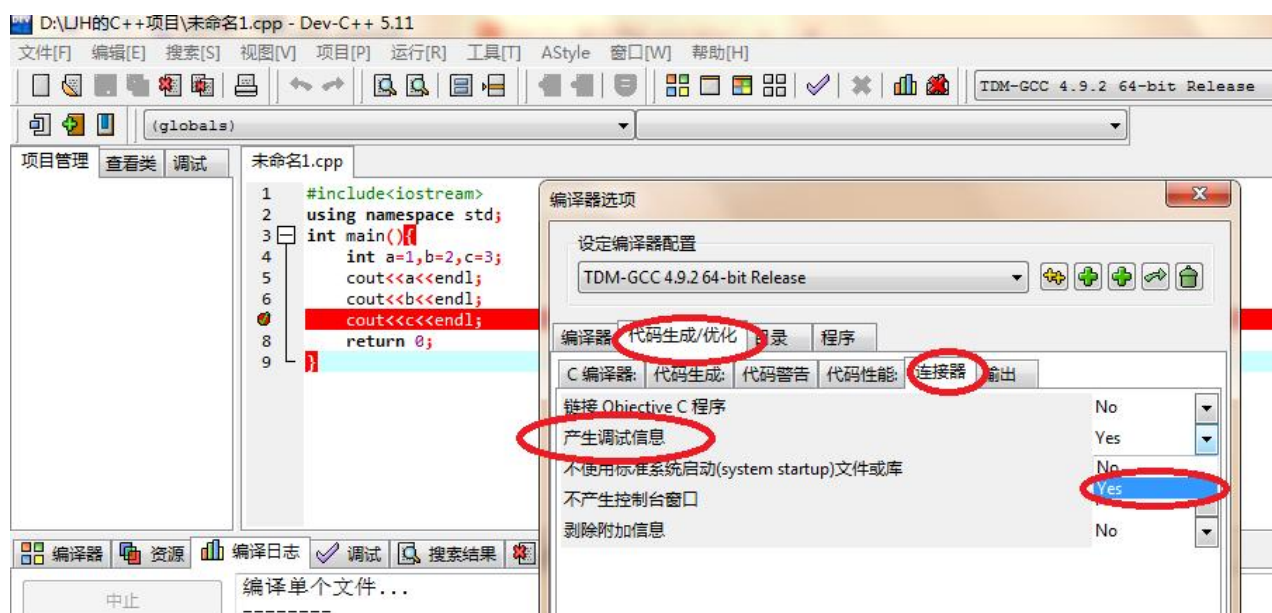 D:\LJH的C++项目\未命名1.cpp - Dev-C++ 5.11
文件[F] 编辑[E] 搜索[S] 视图[V] 项目[P] 运行[R] 工具[T] AStyle 窗口[W] 帮助[H]
TDM-GCC 4.9.2 64-bit Release
(globals)
项目管理 查看类 调试 未命名1.cpp
1 #include<iostream>
2 using namespace std;
3 int main(){
4 int a=1,b=2,c=3;
5 cout<<a<<endl;
6 cout<<b<<endl;
cout<<c<<endl;
8 return 0;
9 }
编译器选项
设定编译器配置
TDM-GCC 4.9.2 64-bit Release
编译器 代码生成/优化 目录 程序
C 编译器: 代码生成: 代码警告 代码性能: 连接器 输出
链接 Objective C 程序 No
产生调试信息 Yes
不使用标准系统启动(system startup)文件或库 No
Yes
不产生控制台窗口
剥除附加信息 No
编译器 资源 编译日志 调试 搜索结果
中止
编译单个文件...
--------